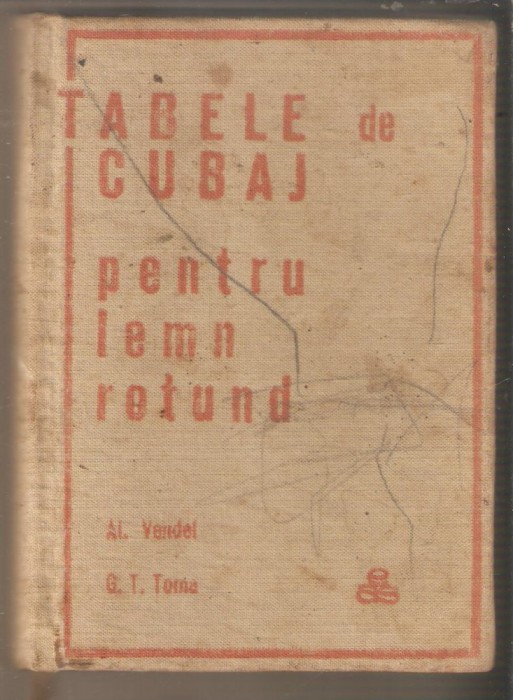 TABELE de
CUBAJ
pentru
lemn
rotund
Al. Vendel
G. T. Toma